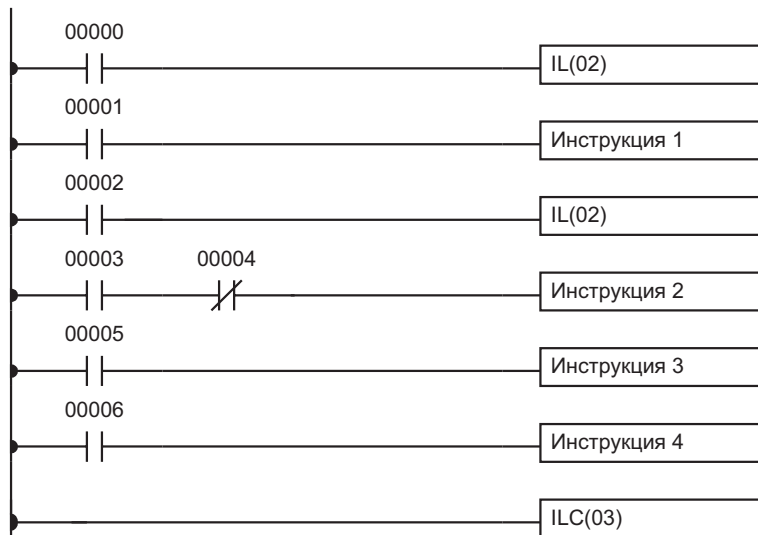 00000
IL(02)
00001
Инструкция 1
00002
IL(02)
00003 00004
Инструкция 2
00005
Инструкция 3
00006
Инструкция 4
ILC(03)